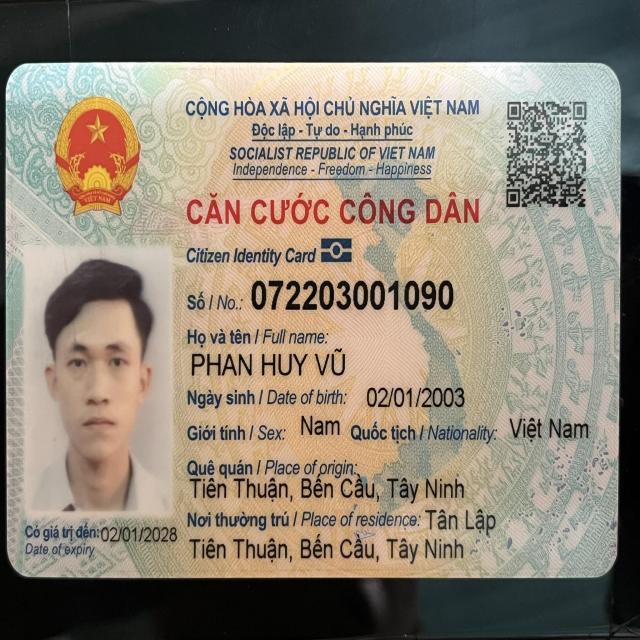 CỘNG HÒA XÃ HỘI CHỦ NGHĨA VIỆT NAM
Độc lập - Tự do - Hạnh phúc
SOCIALIST REPUBLIC OF VIET NAM
Independence - Freedom - Happiness
CĂN CƯỚC CÔNG DÂN
Citizen Identity Card
Số / No.: 072203001090
Họ và tên / Full name:
PHAN HUY VŨ
Ngày sinh / Date of birth: 02/01/2003
Giới tính / Sex: Nam Quốc tịch / Nationality: Việt Nam
Quê quán / Place of origin:
Tiên Thuận, Bến Cầu, Tây Ninh
Nơi thường trú / Place of residence: Tân Lập
Tiên Thuận, Bến Cầu, Tây Ninh
Có giá trị đến: 02/01/2028
Date of expiry
VIỆT NAM